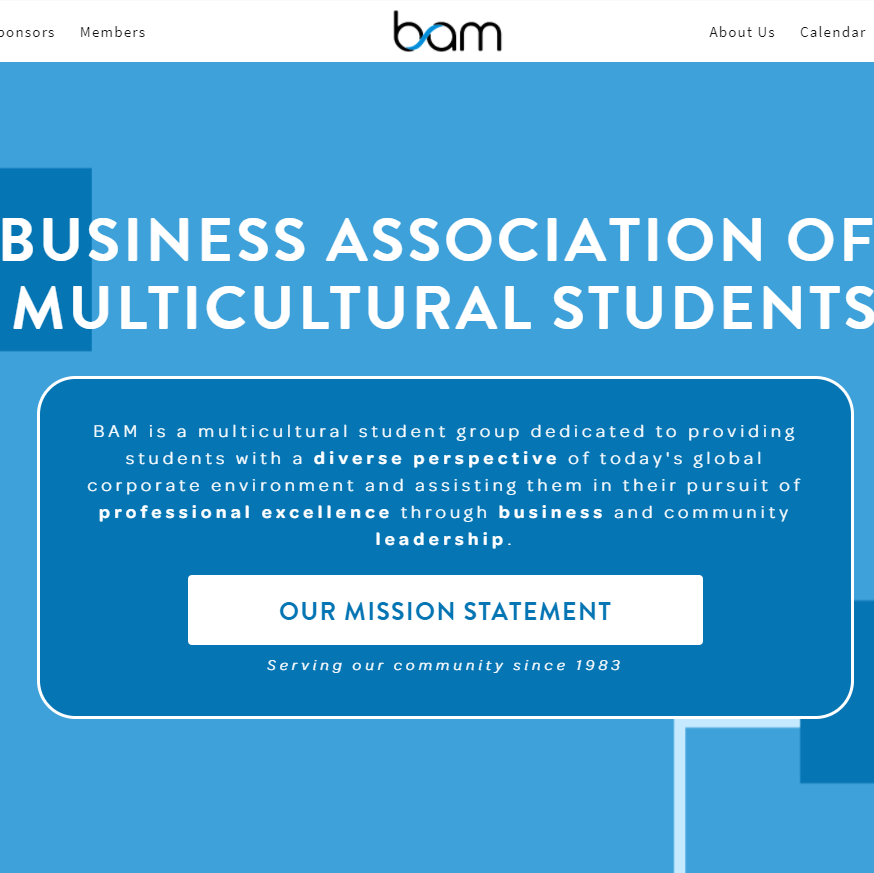 ponsors Members bam About Us Calendar
BUSINESS ASSOCIATION OF
MULTICULTURAL STUDENTS
BAM is a multicultural student group dedicated to providing
students with a diverse perspective of today's global
corporate environment and assisting them in their pursuit of
professional excellence through business and community
leadership.
OUR MISSION STATEMENT
Serving our community since 1983